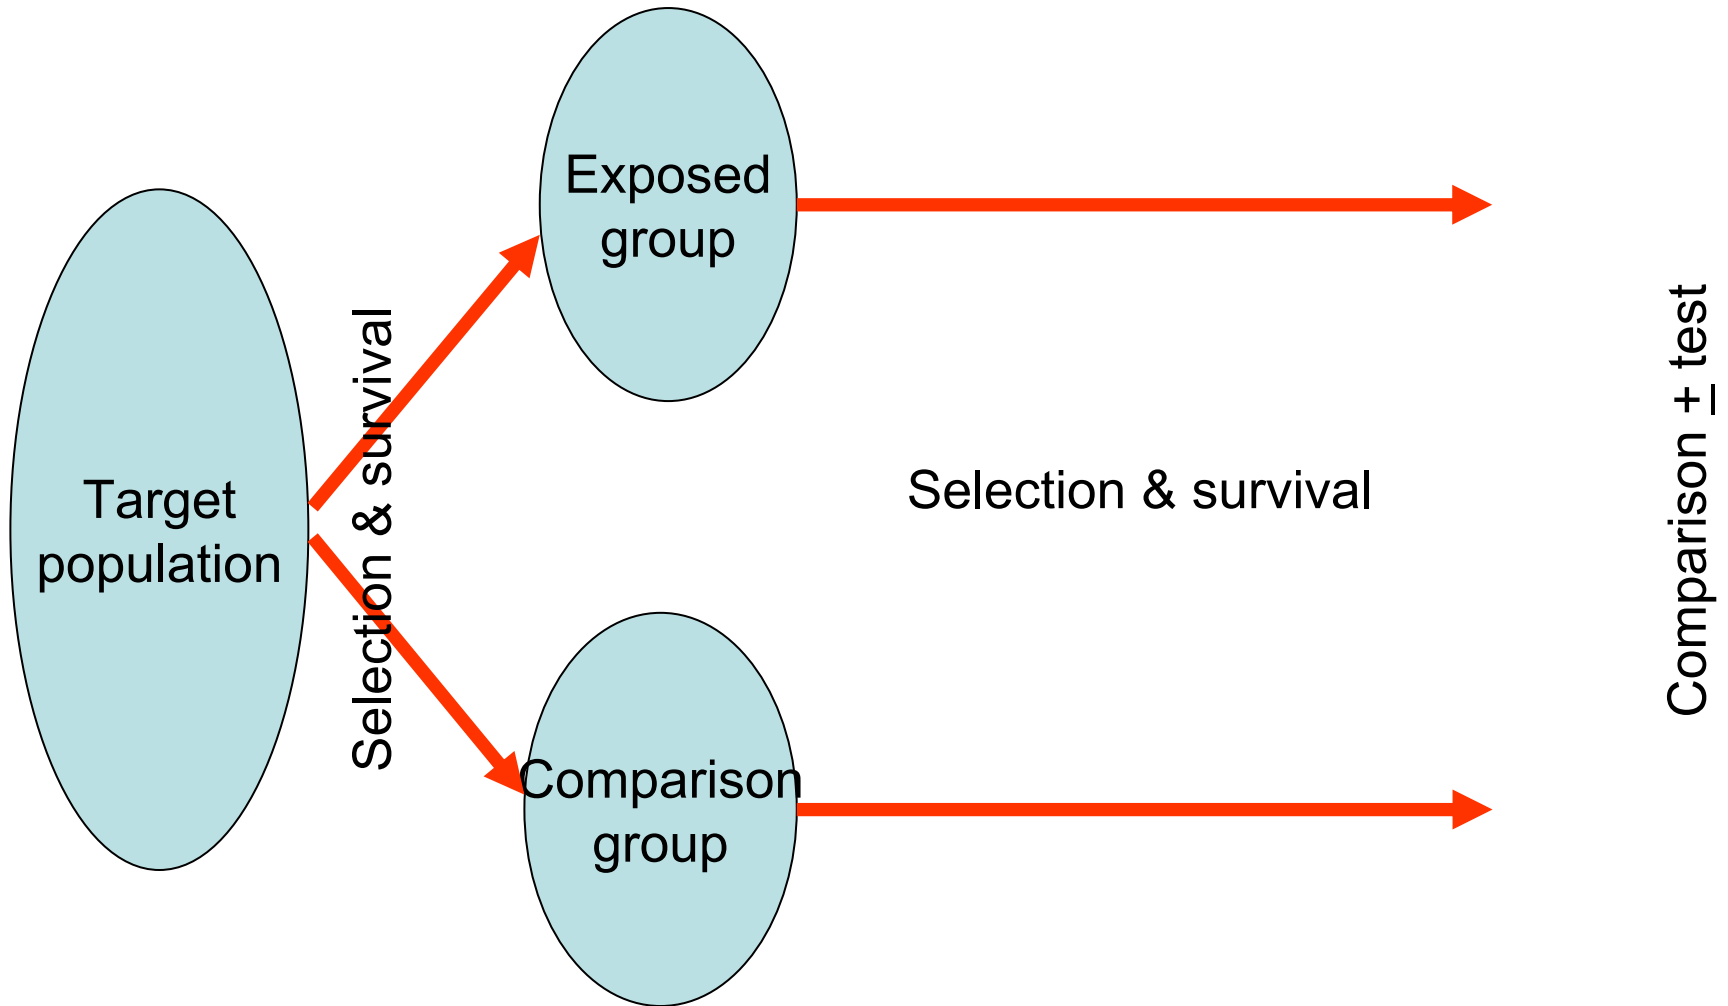 Target
population
Selection & survival
Exposed
group
Comparison
group
Selection & survival
Comparison ± test